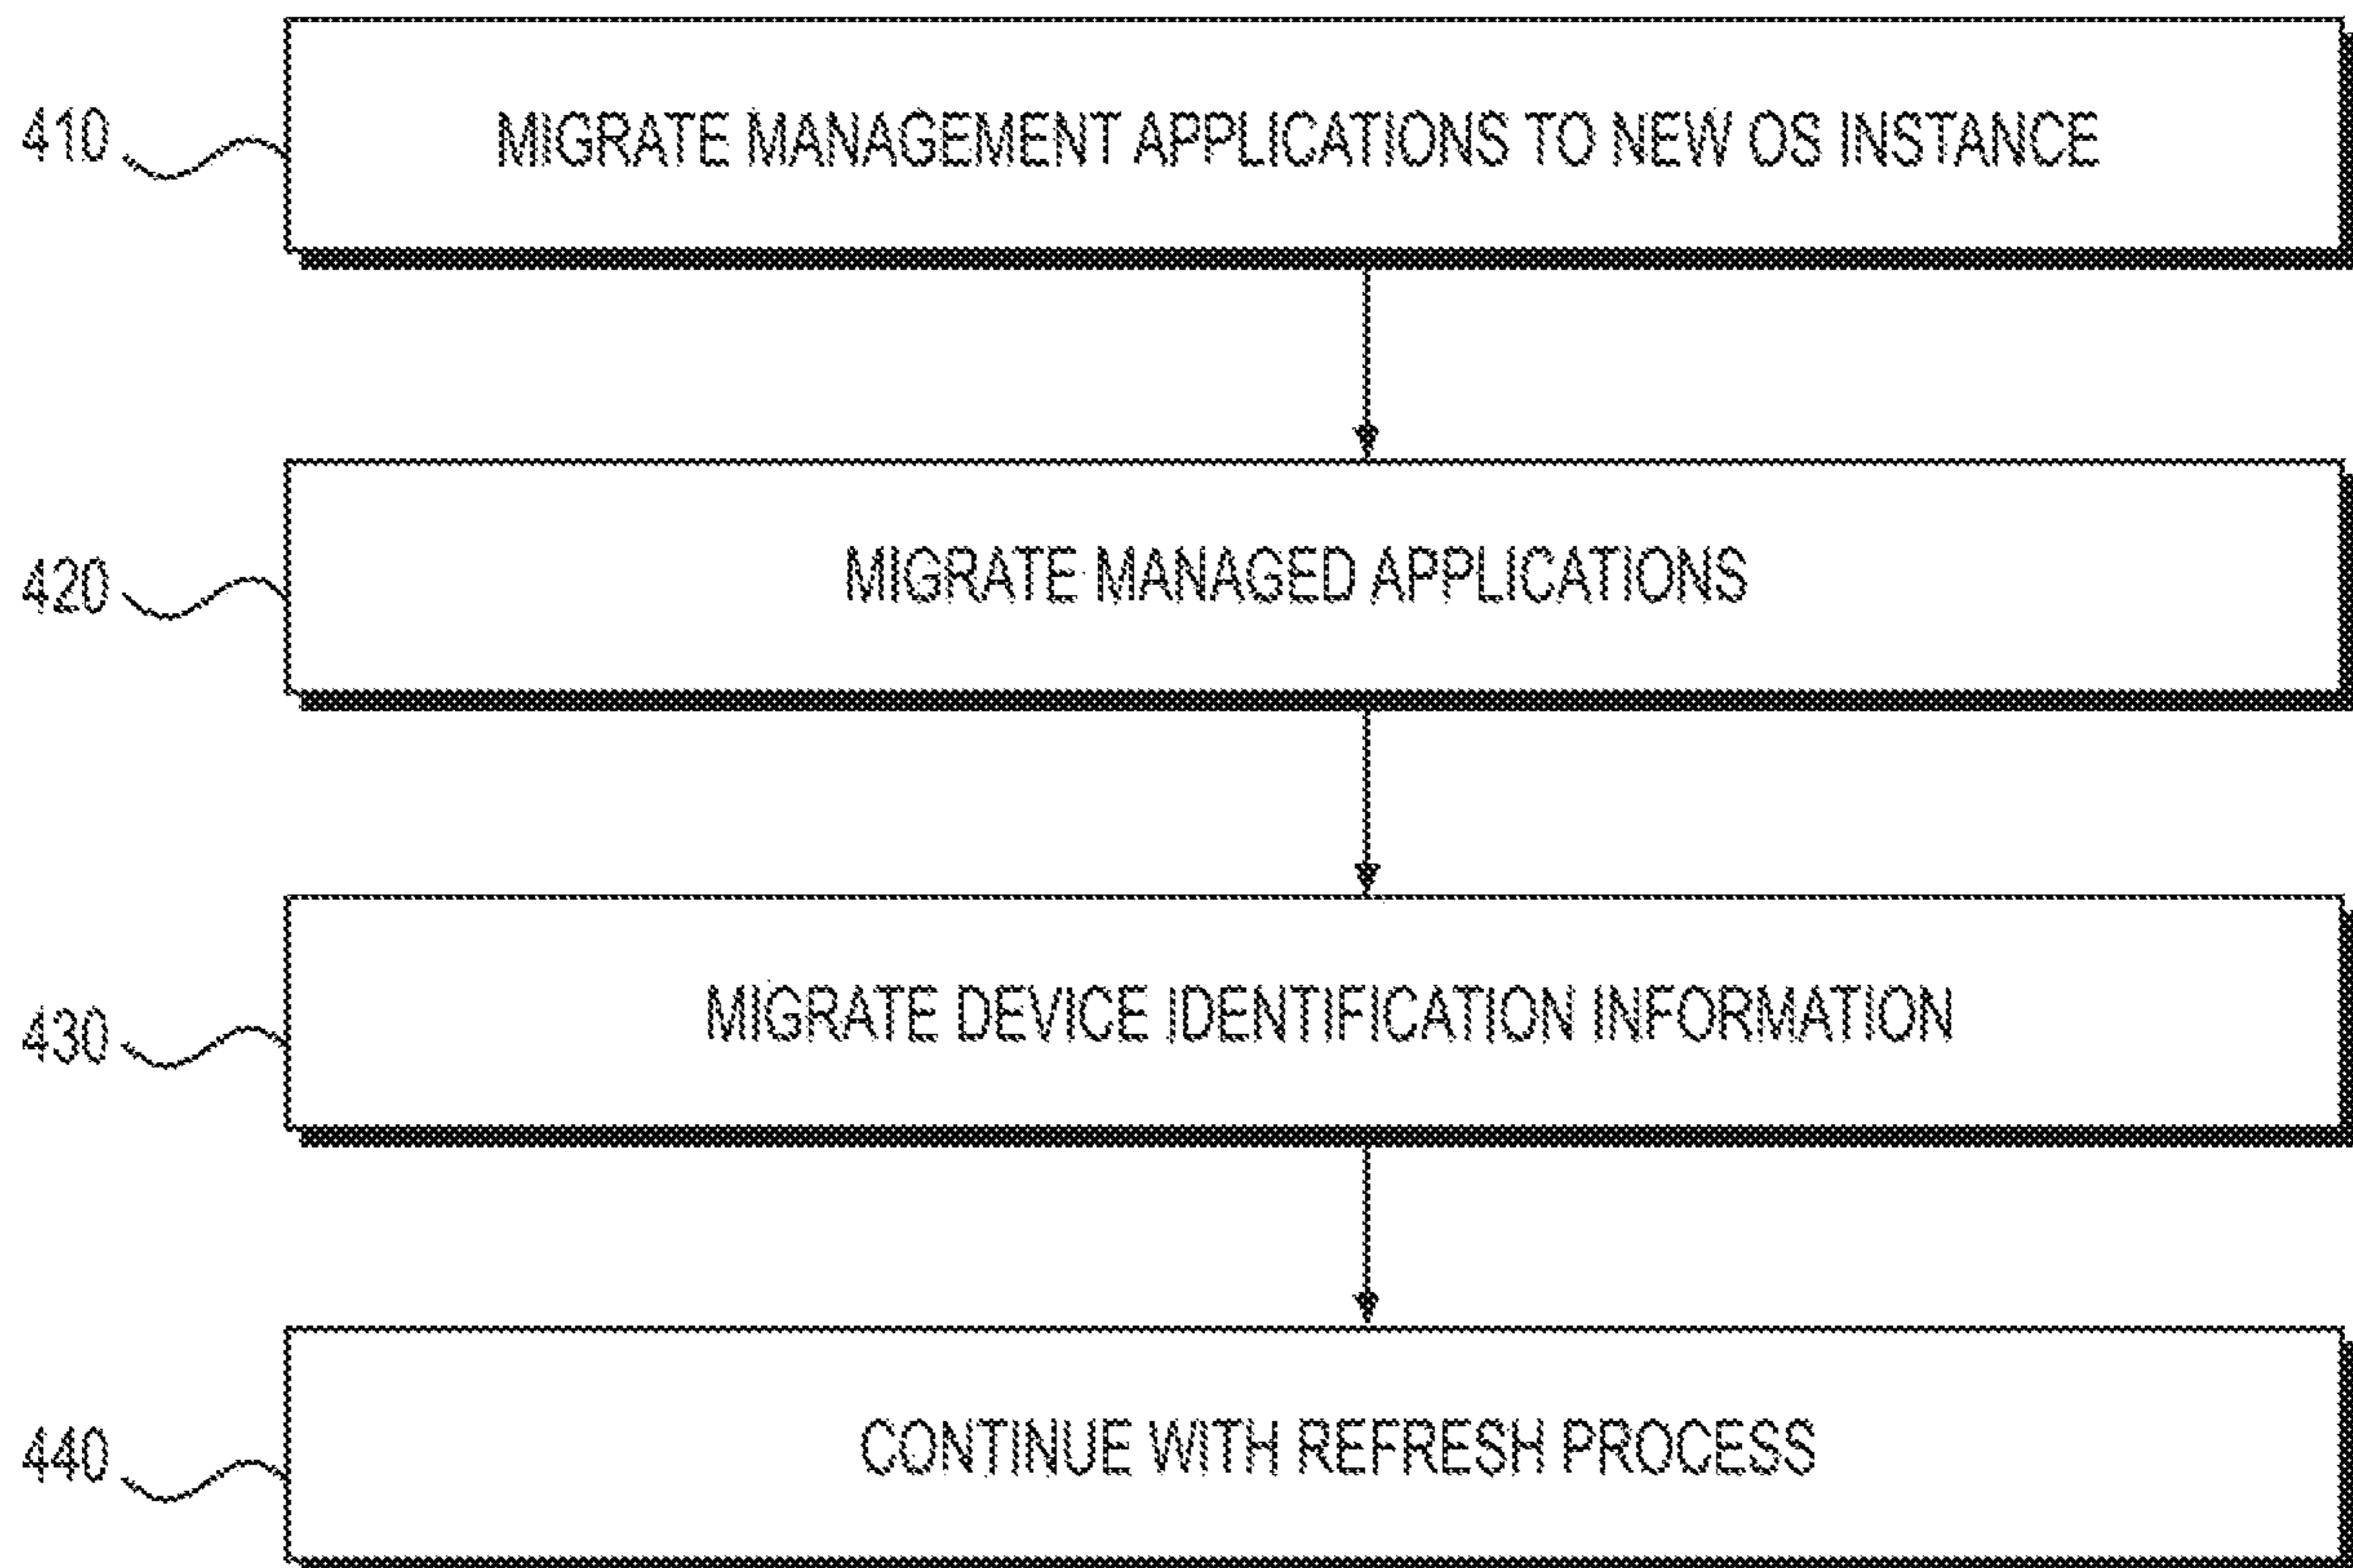 410
MIGRATE MANAGEMENT APPLICATIONS TO NEW OS INSTANCE
420
MIGRATE MANAGED APPLICATIONS
430
MIGRATE DEVICE IDENTIFICATION INFORMATION
440
CONTINUE WITH REFRESH PROCESS